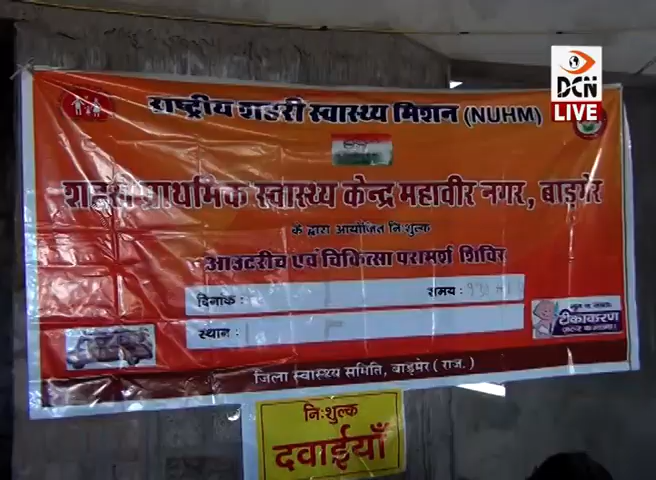 DCN
LIVE
राष्ट्रीय शहरी स्वास्थ्य मिशन (NUHM)
शहरी प्राथमिक स्वास्थ्य केन्द्र महावीर नगर, बाड़मेर
के द्वारा आयोजित निःशुल्क
आउटरीच एवं चिकित्सा परामर्श शिविर
दिनांक :
समय :
स्थान :
टीकाकरण
जिला स्वास्थ्य समिति, बाड़मेर ( राज. )
निःशुल्क
दवाईयाँ